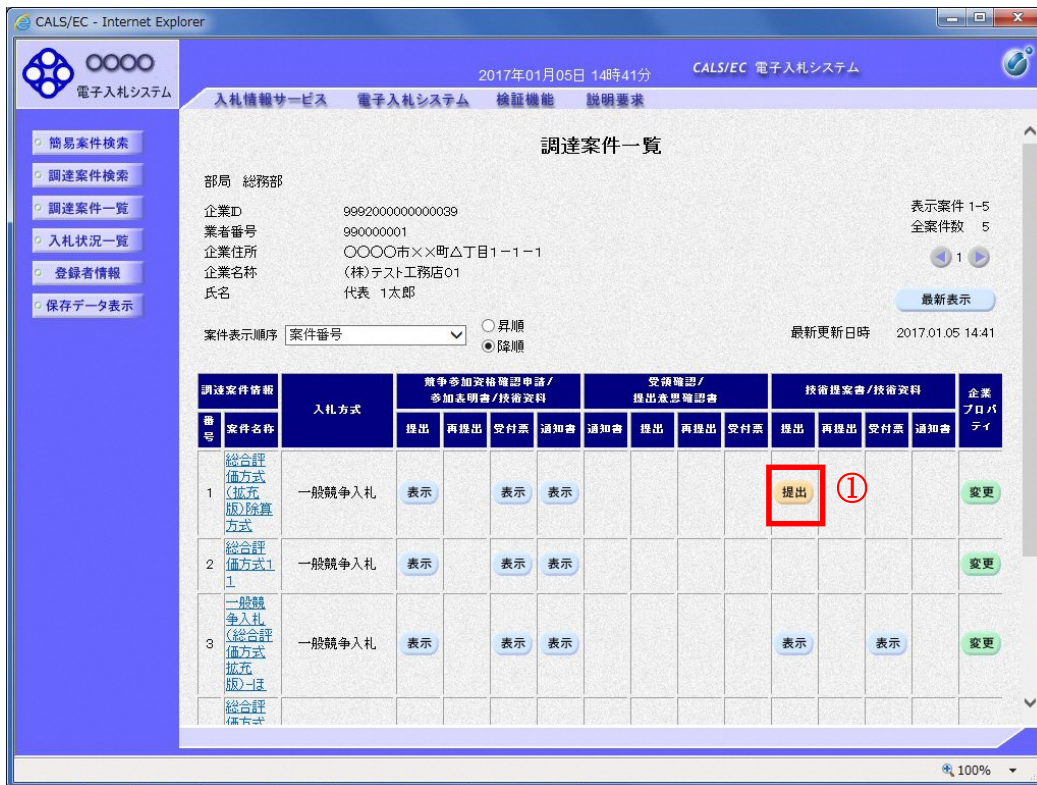 CALS/EC - Internet Explorer
〇〇〇〇
電子入札システム
2017年01月05日 14時41分
CALS/EC 電子入札システム
入札情報サービス 電子入札システム 検証機能 説明要求
簡易案件検索
調達案件検索
調達案件一覧
入札状況一覧
登録者情報
保存データ表示
調達案件一覧
部局 総務部
企業ID 9992000000000039
業者番号 990000001
企業住所 〇〇〇〇市××町△丁目1-1-1
企業名称 (株)テスト工務店01
氏名 代表 1太郎
表示案件 1-5
全案件数 5
1
最新表示
案件表示順序 案件番号
昇順
降順
最新更新日時 2017.01.05 14:41
調達案件情報 入札方式 競争参加資格確認申請/ 受領確認/ 技術提案書/技術資料 企業
参加表明書/技術資料 提出意思確認書 プロパ
ティ
番
号
案件名称 提出 再提出 受付票 通知書 通知書 提出 再提出 受付票 提出 再提出 受付票 通知書
総合評
価方式
1 (拡充 一般競争入札 表示 表示 表示 提出 ① 変更
版)除算
方式
総合評
2 価方式1 一般競争入札 表示 表示 表示 変更
1
一般競
争入札
(総合評
3 価方式 一般競争入札 表示 表示 表示 表示 表示 変更
拡充
版)-ほ
総合評
価方式
100%